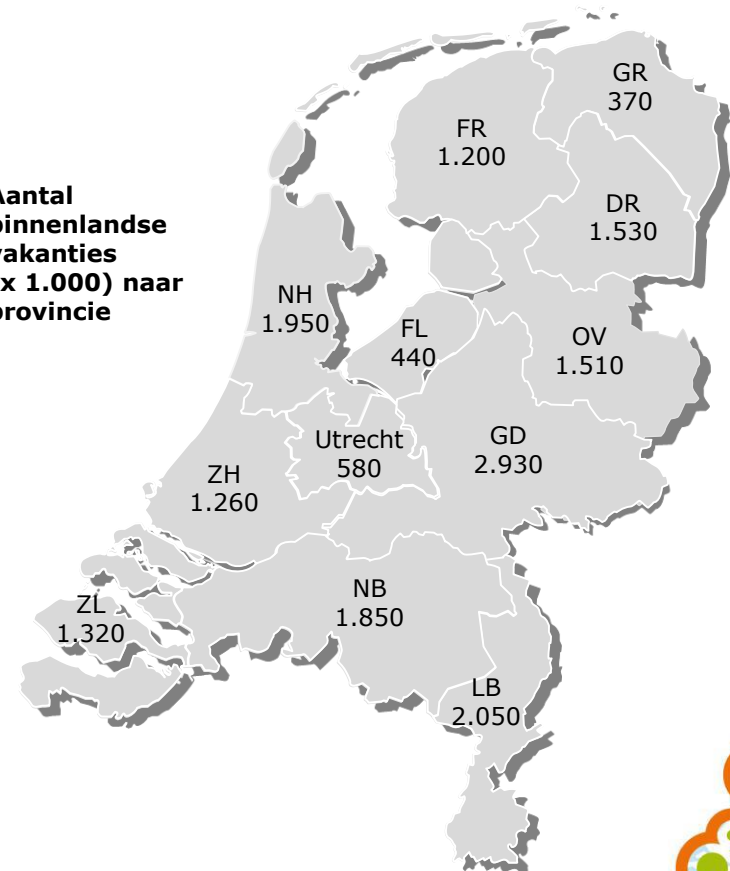 Aantal
binnenlandse
vakanties
(x 1.000) naar
provincie
GR
370
FR
1.200
DR
1.530
NH
1.950
FL
440
OV
1.510
Utrecht
580
GD
2.930
ZH
1.260
NB
1.850
ZL
1.320
LB
2.050